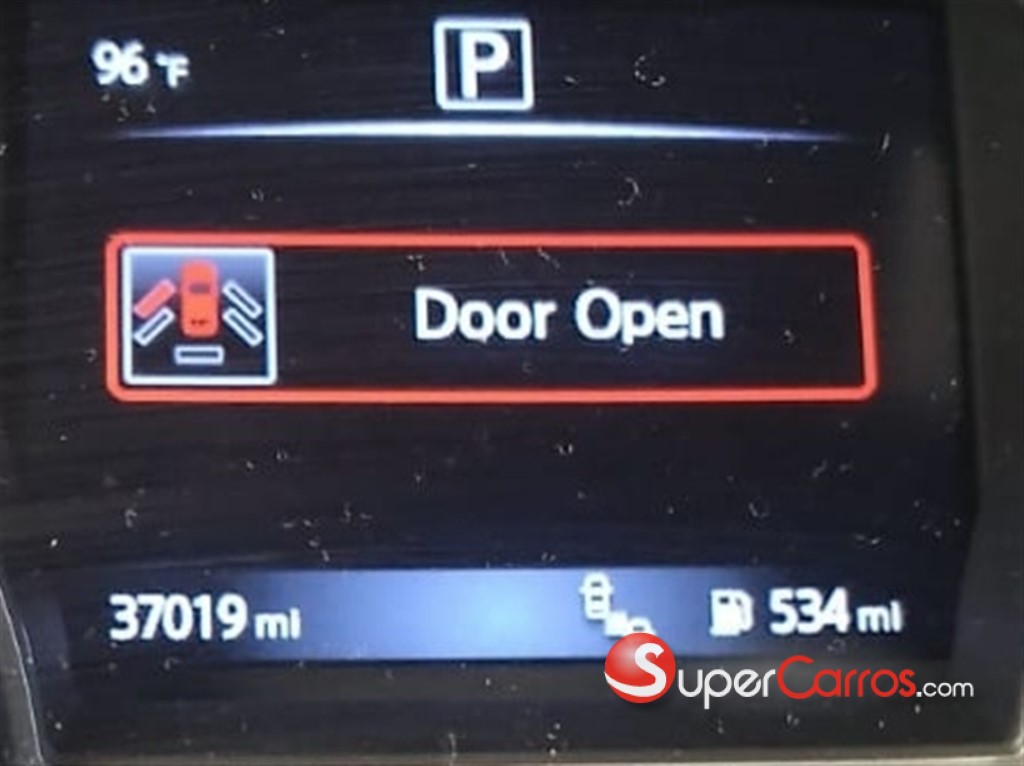 96 °F
P
Door Open
37019 mi
534 mi
SuperCarros.com